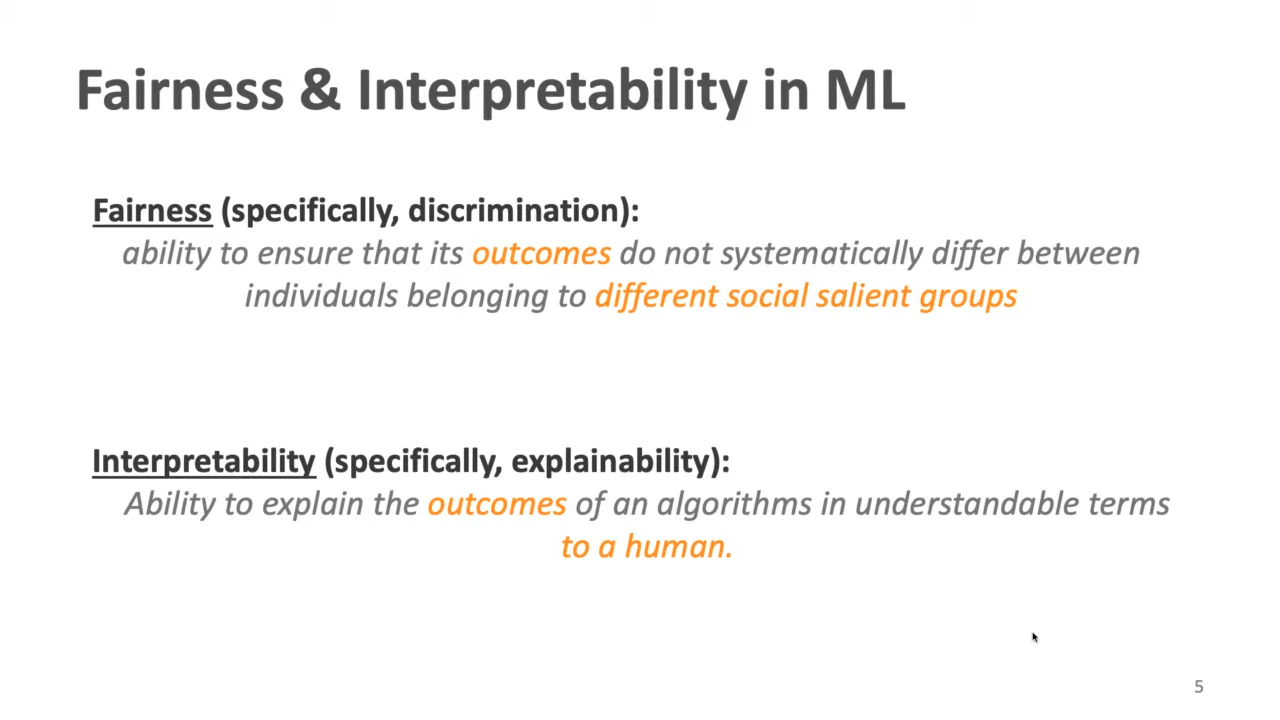 Fairness & Interpretability in ML
Fairness (specifically, discrimination):
ability to ensure that its outcomes do not systematically differ between
individuals belonging to different social salient groups
Interpretability (specifically, explainability):
Ability to explain the outcomes of an algorithms in understandable terms
to a human.
5